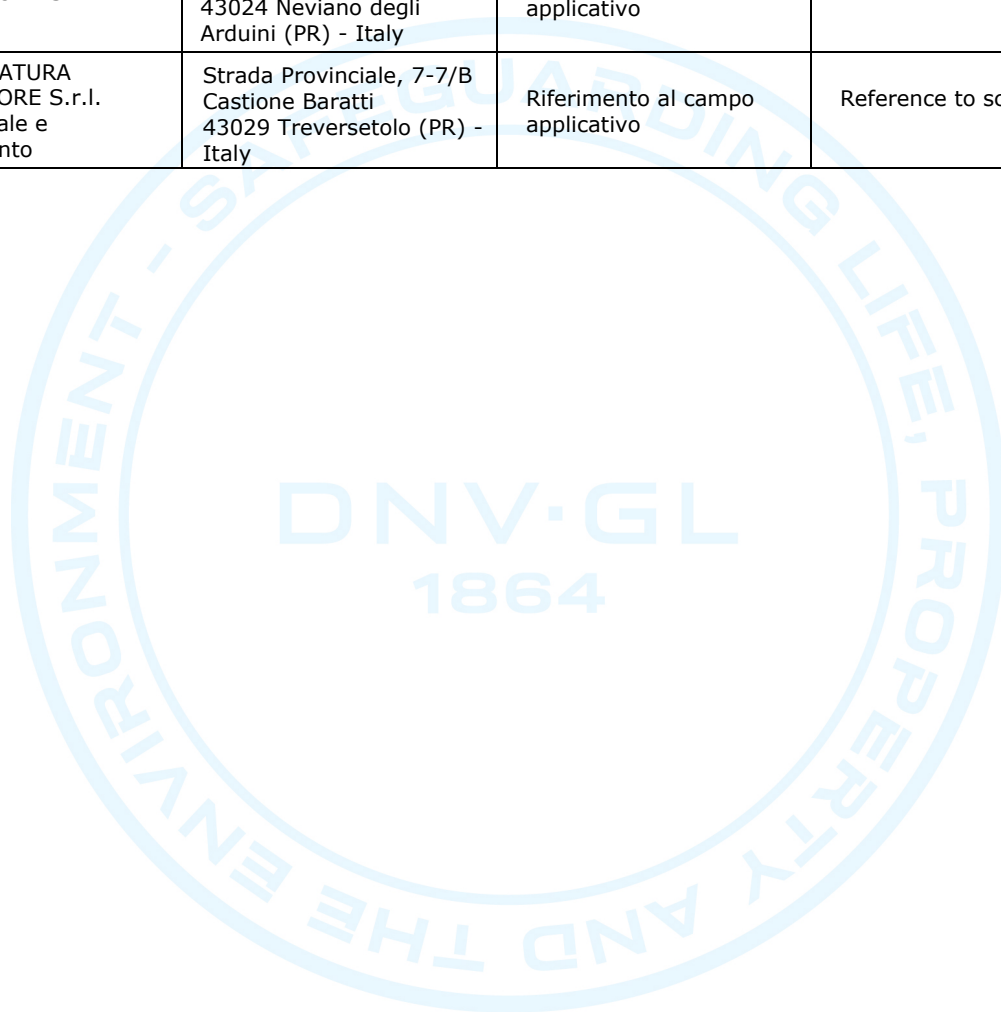 43024 Neviano degli
Arduini (PR) - Italy
applicativo
ATURA
ORE S.r.l.
ale e
nto
Strada Provinciale, 7-7/B
Castione Baratti
43029 Treversetolo (PR) -
Italy
Riferimento al campo
applicativo
Reference to sc
SAFEGUARDING LIFE, PROPERTY AND THE ENVIRONMENT -
DNV·GL
1864